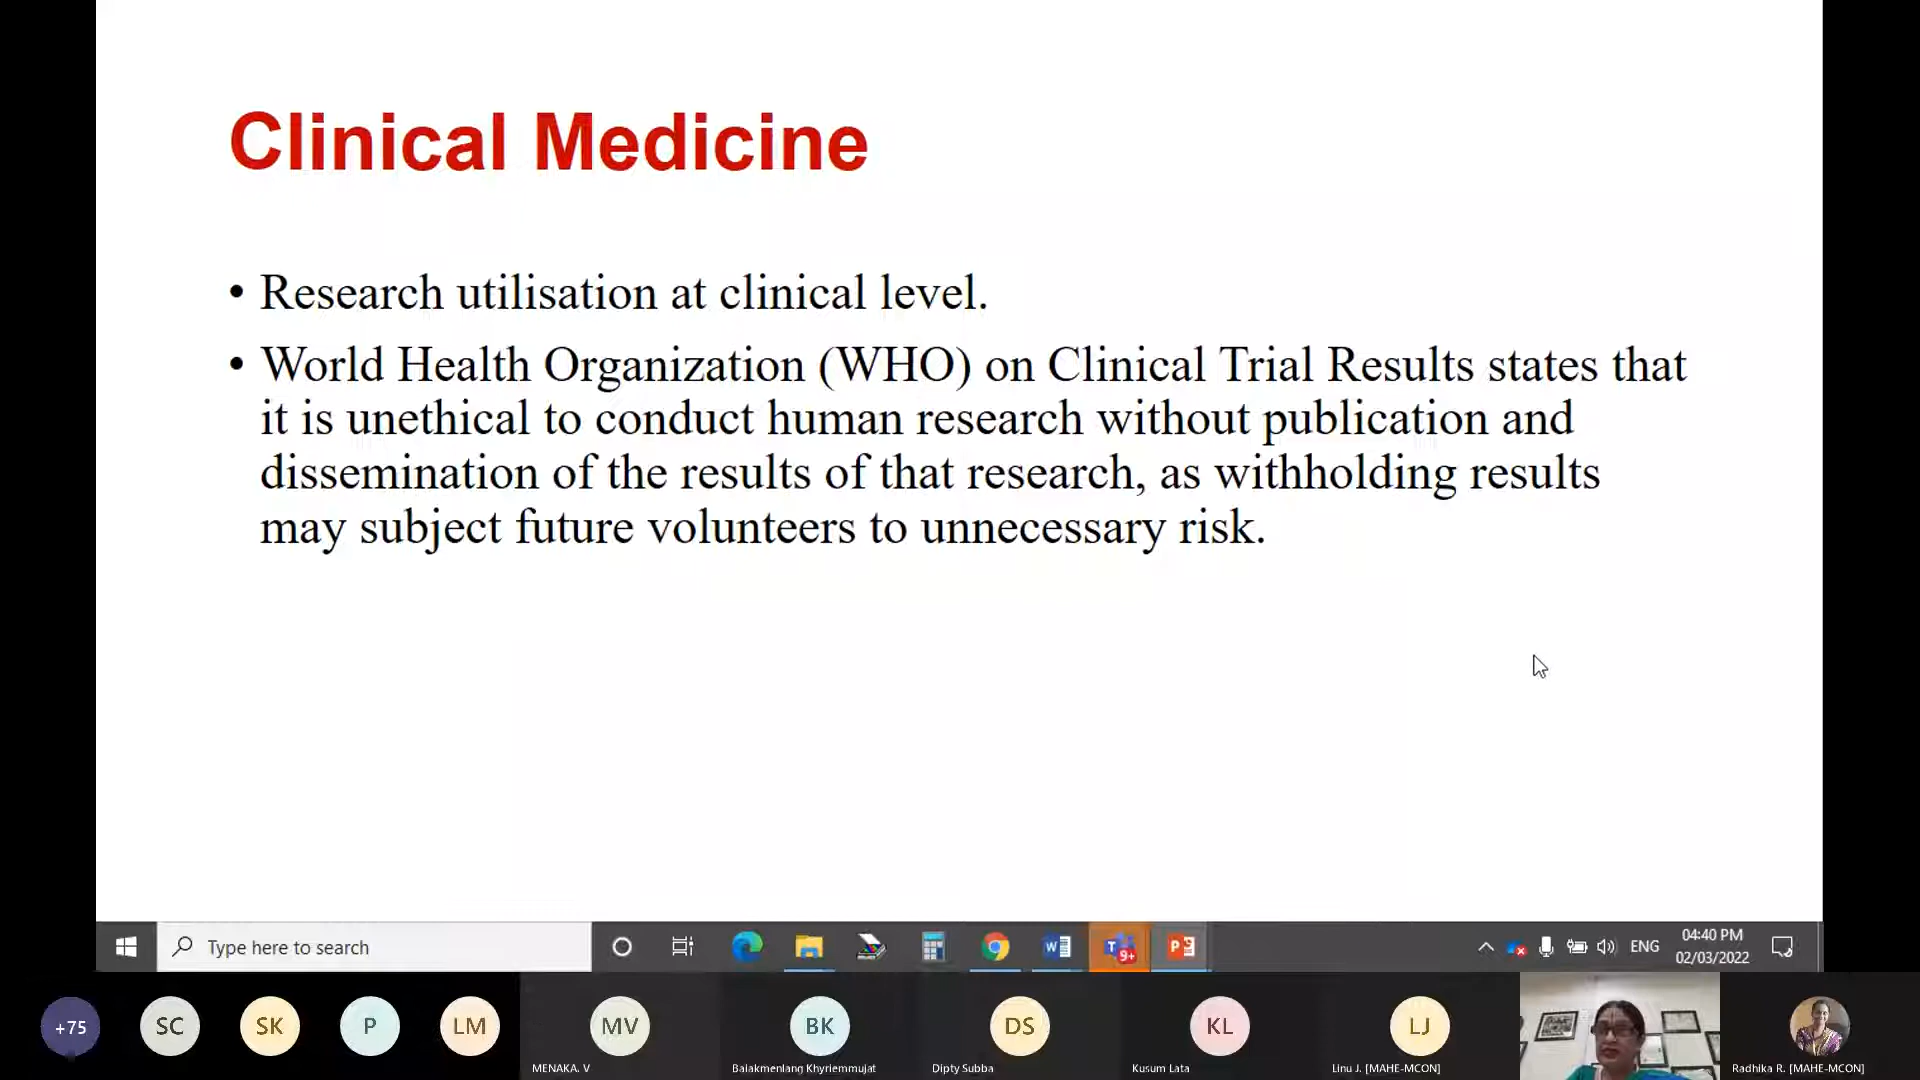 Clinical Medicine
• Research utilisation at clinical level.
• World Health Organization (WHO) on Clinical Trial Results states that
it is unethical to conduct human research without publication and
dissemination of the results of that research, as withholding results
may subject future volunteers to unnecessary risk.
Type here to search
9+
ENG
04:40 PM
02/03/2022
+75
SC
SK
P
LM
MV
BK
DS
KL
LJ
MENAKA. V
Balakmenlang Khyriemmujat
Dipty Subba
Kusum Lata
Linu J. [MAHE-MCON]
Radhika R. [MAHE-MCON]